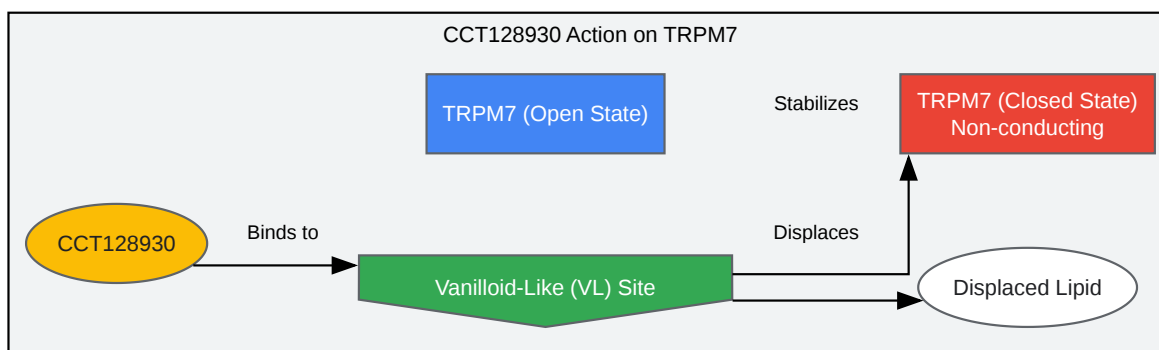 CCT128930 Action on TRPM7
TRPM7 (Open State)
Stabilizes
TRPM7 (Closed State)
Non-conducting
CCT128930
Binds to
Displaces
Vanilloid-Like (VL) Site
Displaced Lipid